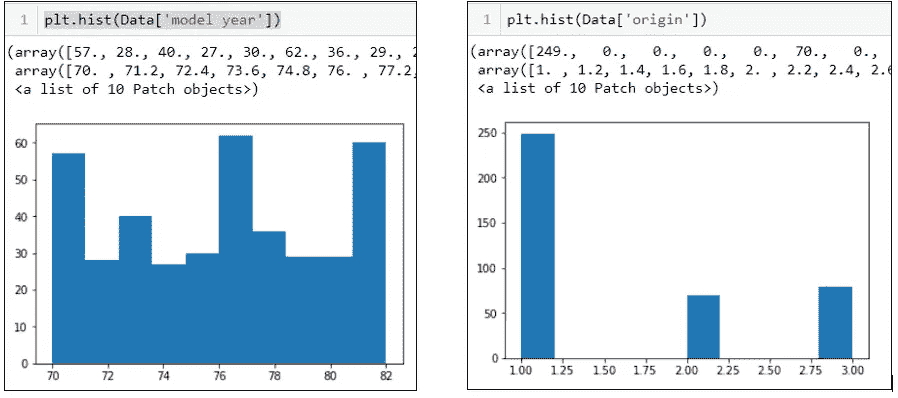 1 plt.hist(Data['model year'])
(array([57., 28., 40., 27., 30., 62., 36., 29.,
array([70. , 71.2, 72.4, 73.6, 74.8, 76. , 77.2,
<a list of 10 Patch objects>)
60
50
40
30
20
10
0
70 72 74 76 78 80 82
1 plt.hist(Data['origin'])
(array([249., 0., 0., 0., 0., 70., 0.,
array([1. , 1.2, 1.4, 1.6, 1.8, 2. , 2.2, 2.4, 2.6
<a list of 10 Patch objects>)
250
200
150
100
50
0
1.00 1.25 1.50 1.75 2.00 2.25 2.50 2.75 3.00